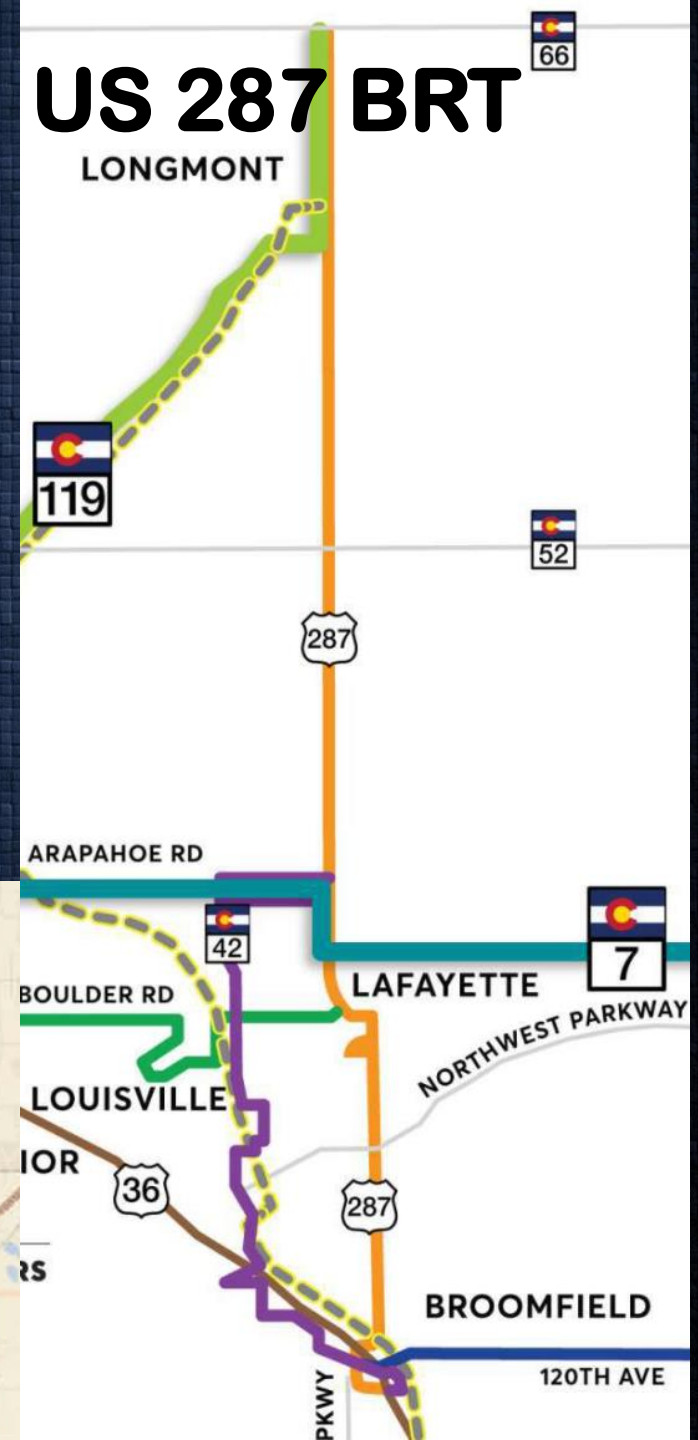 66
US 287 BRT
LONGMONT
119
52
287
ARAPAHOE RD
42
7
LAFAYETTE
BOULDER RD
NORTHWEST PARKWAY
LOUISVILLE
IOR
36
287
RS
BROOMFIELD
120TH AVE
PKWY